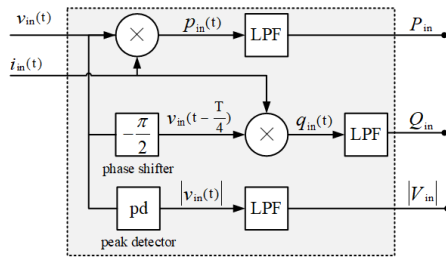 v_in(t) × p_in(t) LPF P_in
i_in(t)
−π/2 v_in(t−T/4) × q_in(t) LPF Q_in
phase shifter
pd |v_in(t)| LPF |V_in|
peak detector